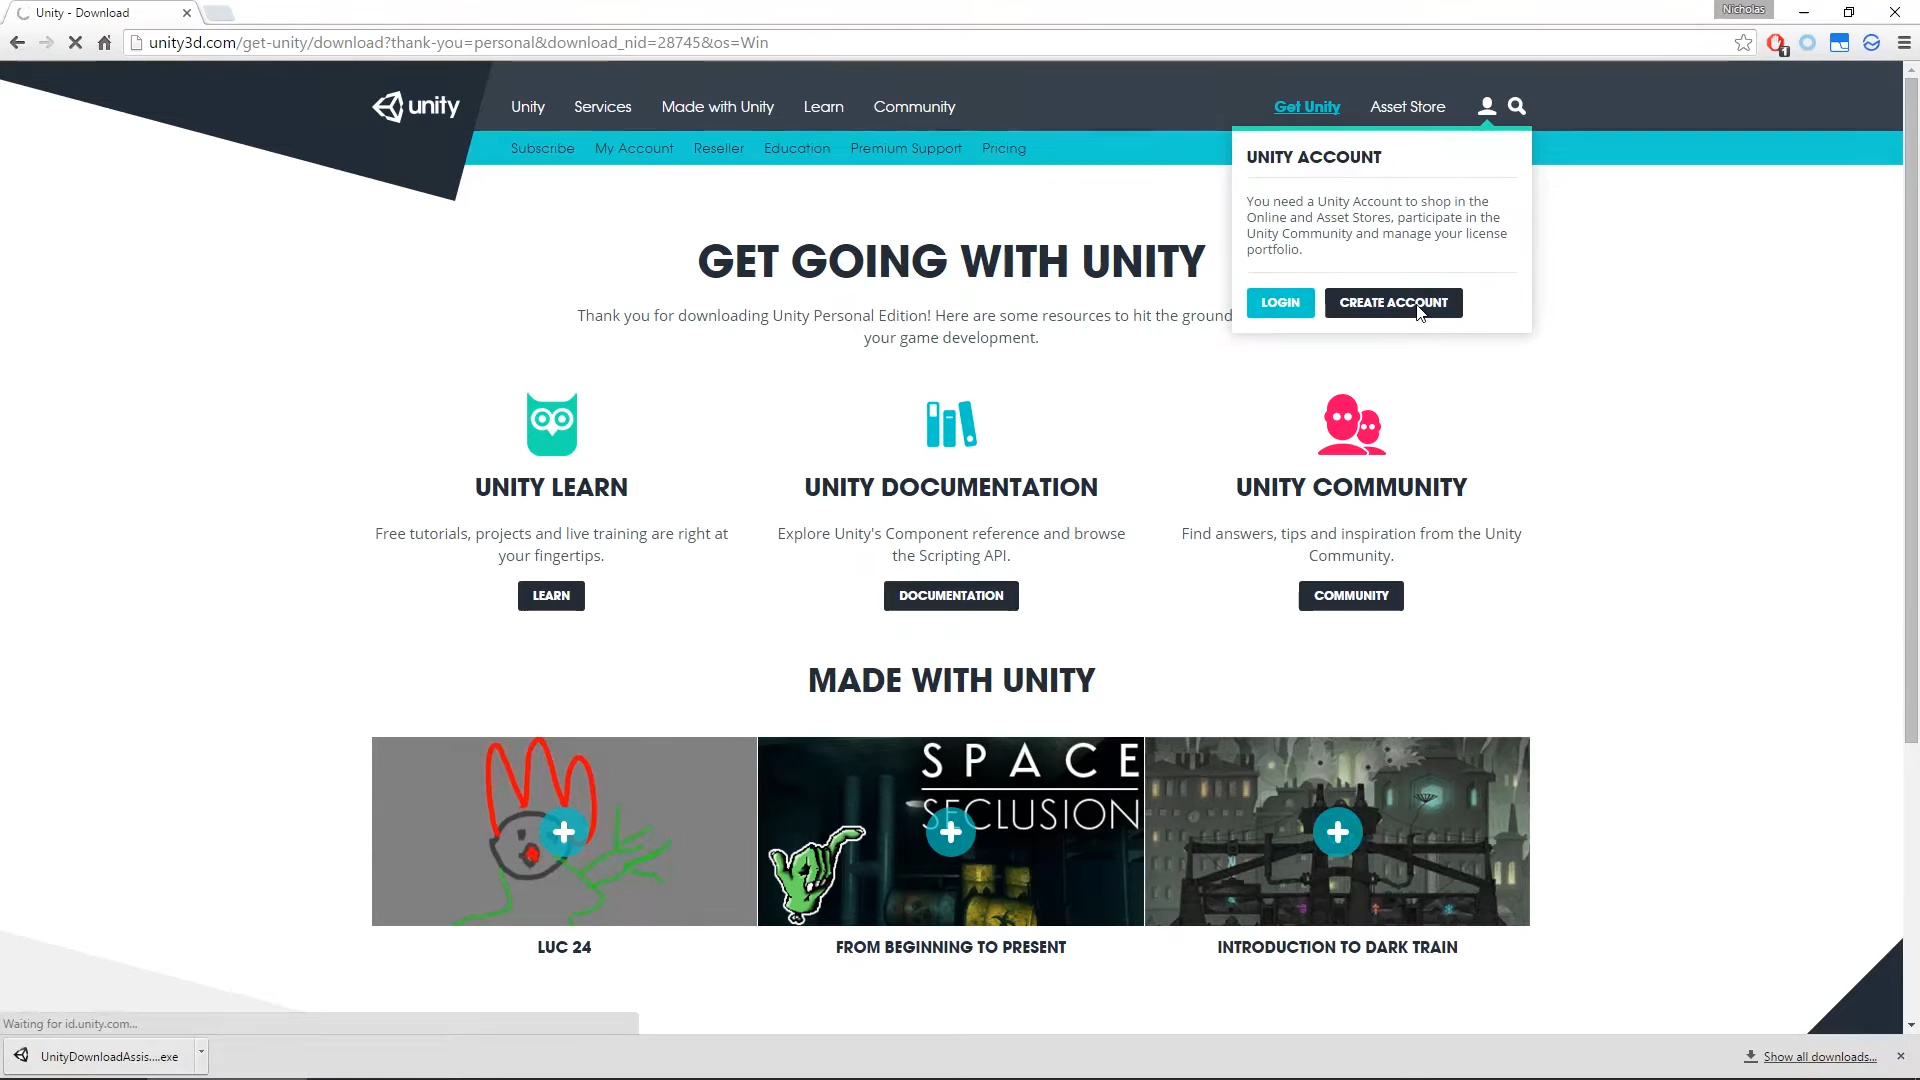 Unity - Download
Nicholas
unity3d.com/get-unity/download?thank-you=personal&download_nid=28745&os=Win
1
unity
Unity Services Made with Unity Learn Community
Get Unity Asset Store
Subscribe My Account Reseller Education Premium Support Pricing
UNITY ACCOUNT
You need a Unity Account to shop in the
Online and Asset Stores, participate in the
Unity Community and manage your license
portfolio.
LOGIN CREATE ACCOUNT
GET GOING WITH UNITY
Thank you for downloading Unity Personal Edition! Here are some resources to hit the ground
your game development.
UNITY LEARN
Free tutorials, projects and live training are right at
your fingertips.
LEARN
UNITY DOCUMENTATION
Explore Unity's Component reference and browse
the Scripting API.
DOCUMENTATION
UNITY COMMUNITY
Find answers, tips and inspiration from the Unity
Community.
COMMUNITY
MADE WITH UNITY
SPACE
SECLUSION
LUC 24
FROM BEGINNING TO PRESENT
INTRODUCTION TO DARK TRAIN
Waiting for id.unity.com...
UnityDownloadAssis....exe
Show all downloads...